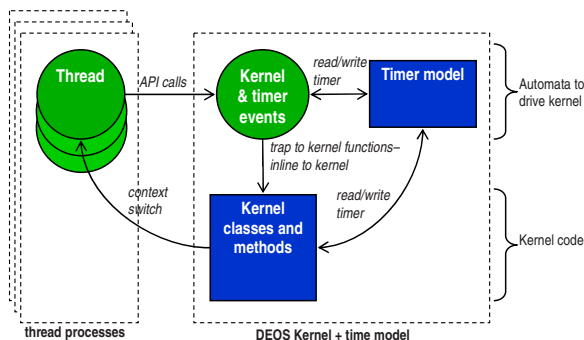 Thread
API calls
Kernel
& timer
events
read/write
timer
Timer model
Automata to
drive kernel
trap to kernel functions–
inline to kernel
context
switch
Kernel
classes and
methods
read/write
timer
Kernel code
thread processes
DEOS Kernel + time model